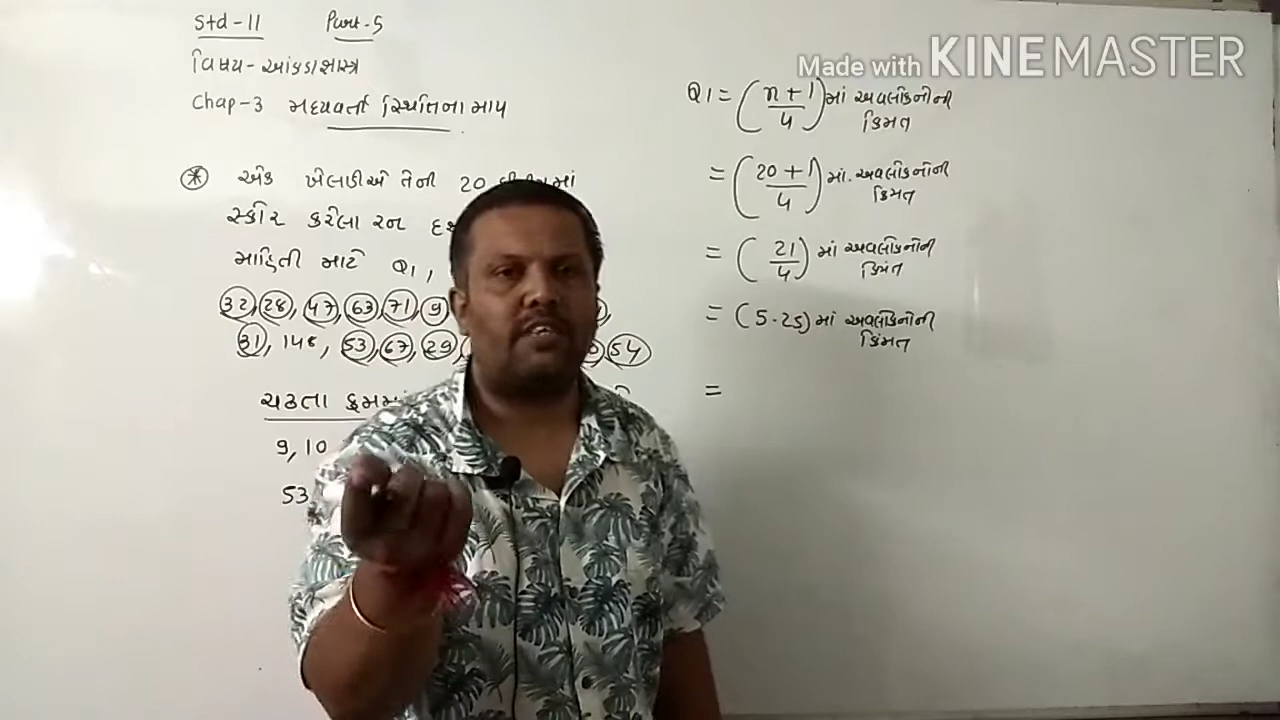 Std-11 Part-5
વિષય-આંકડાશાસ્ત્ર
Chap-3 મધ્યવર્તી સ્થિતિના માપ
* એક ખેલાડીએ તેની 20
સ્કોર કરેલા રન
માહિતી માટે Q1,
32, 28, 47, 63, 71, 9
31, 148, 53, 67, 29, 54
ચઢતા ક્રમમાં
9, 10
53
Made with KINEMASTER
Q1 = (n+1/4) માં અવલોકનોની કિંમત
= (20+1/4) માં. અવલોકનોની કિંમત
= (21/4) માં અવલોકનોની કિંમત
= (5.25) માં અવલોકનોની કિંમત
=